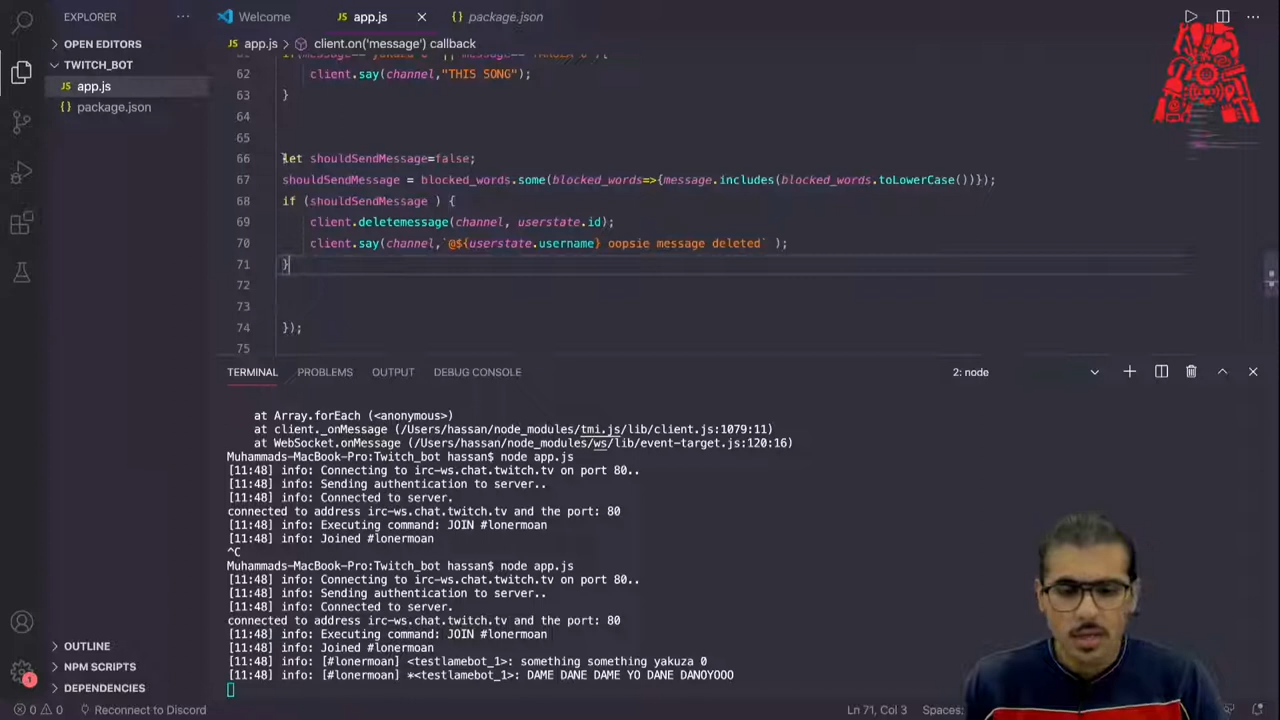 EXPLORER
Welcome
app.js
package.json
OPEN EDITORS
app.js
client.on('message') callback
TWITCH_BOT
app.js
package.json
62 client.say(channel,"THIS SONG");
63 }
64
65
66 let shouldSendMessage=false;
67 shouldSendMessage = blocked_words.some(blocked_words=>{message.includes(blocked_words.toLowerCase())});
68 if (shouldSendMessage ) {
69 client.deletemessage(channel, userstate.id);
70 client.say(channel,`@${userstate.username} oopsie message deleted` );
71 }
72
73
74 });
75
TERMINAL PROBLEMS OUTPUT DEBUG CONSOLE 2: node
at Array.forEach (<anonymous>)
at client._onMessage (/Users/hassan/node_modules/tmi.js/lib/client.js:1079:11)
at WebSocket.onMessage (/Users/hassan/node_modules/ws/lib/event-target.js:120:16)
Muhammads-MacBook-Pro:Twitch_bot hassan$ node app.js
[11:48] info: Connecting to irc-ws.chat.twitch.tv on port 80..
[11:48] info: Sending authentication to server..
[11:48] info: Connected to server.
connected to address irc-ws.chat.twitch.tv and the port: 80
[11:48] info: Executing command: JOIN #lonermoan
[11:48] info: Joined #lonermoan
^C
Muhammads-MacBook-Pro:Twitch_bot hassan$ node app.js
[11:48] info: Connecting to irc-ws.chat.twitch.tv on port 80..
[11:48] info: Sending authentication to server..
[11:48] info: Connected to server.
connected to address irc-ws.chat.twitch.tv and the port: 80
[11:48] info: Executing command: JOIN #lonermoan
[11:48] info: Joined #lonermoan
[11:48] info: [#lonermoan] <testlamebot_1>: something something yakuza 0
[11:48] info: [#lonermoan] *<testlamebot_1>: DAME DANE DAME YO DANE DANOYOOO
OUTLINE
NPM SCRIPTS
DEPENDENCIES
1
0 0 Reconnect to Discord
Ln 71, Col 3 Spaces: